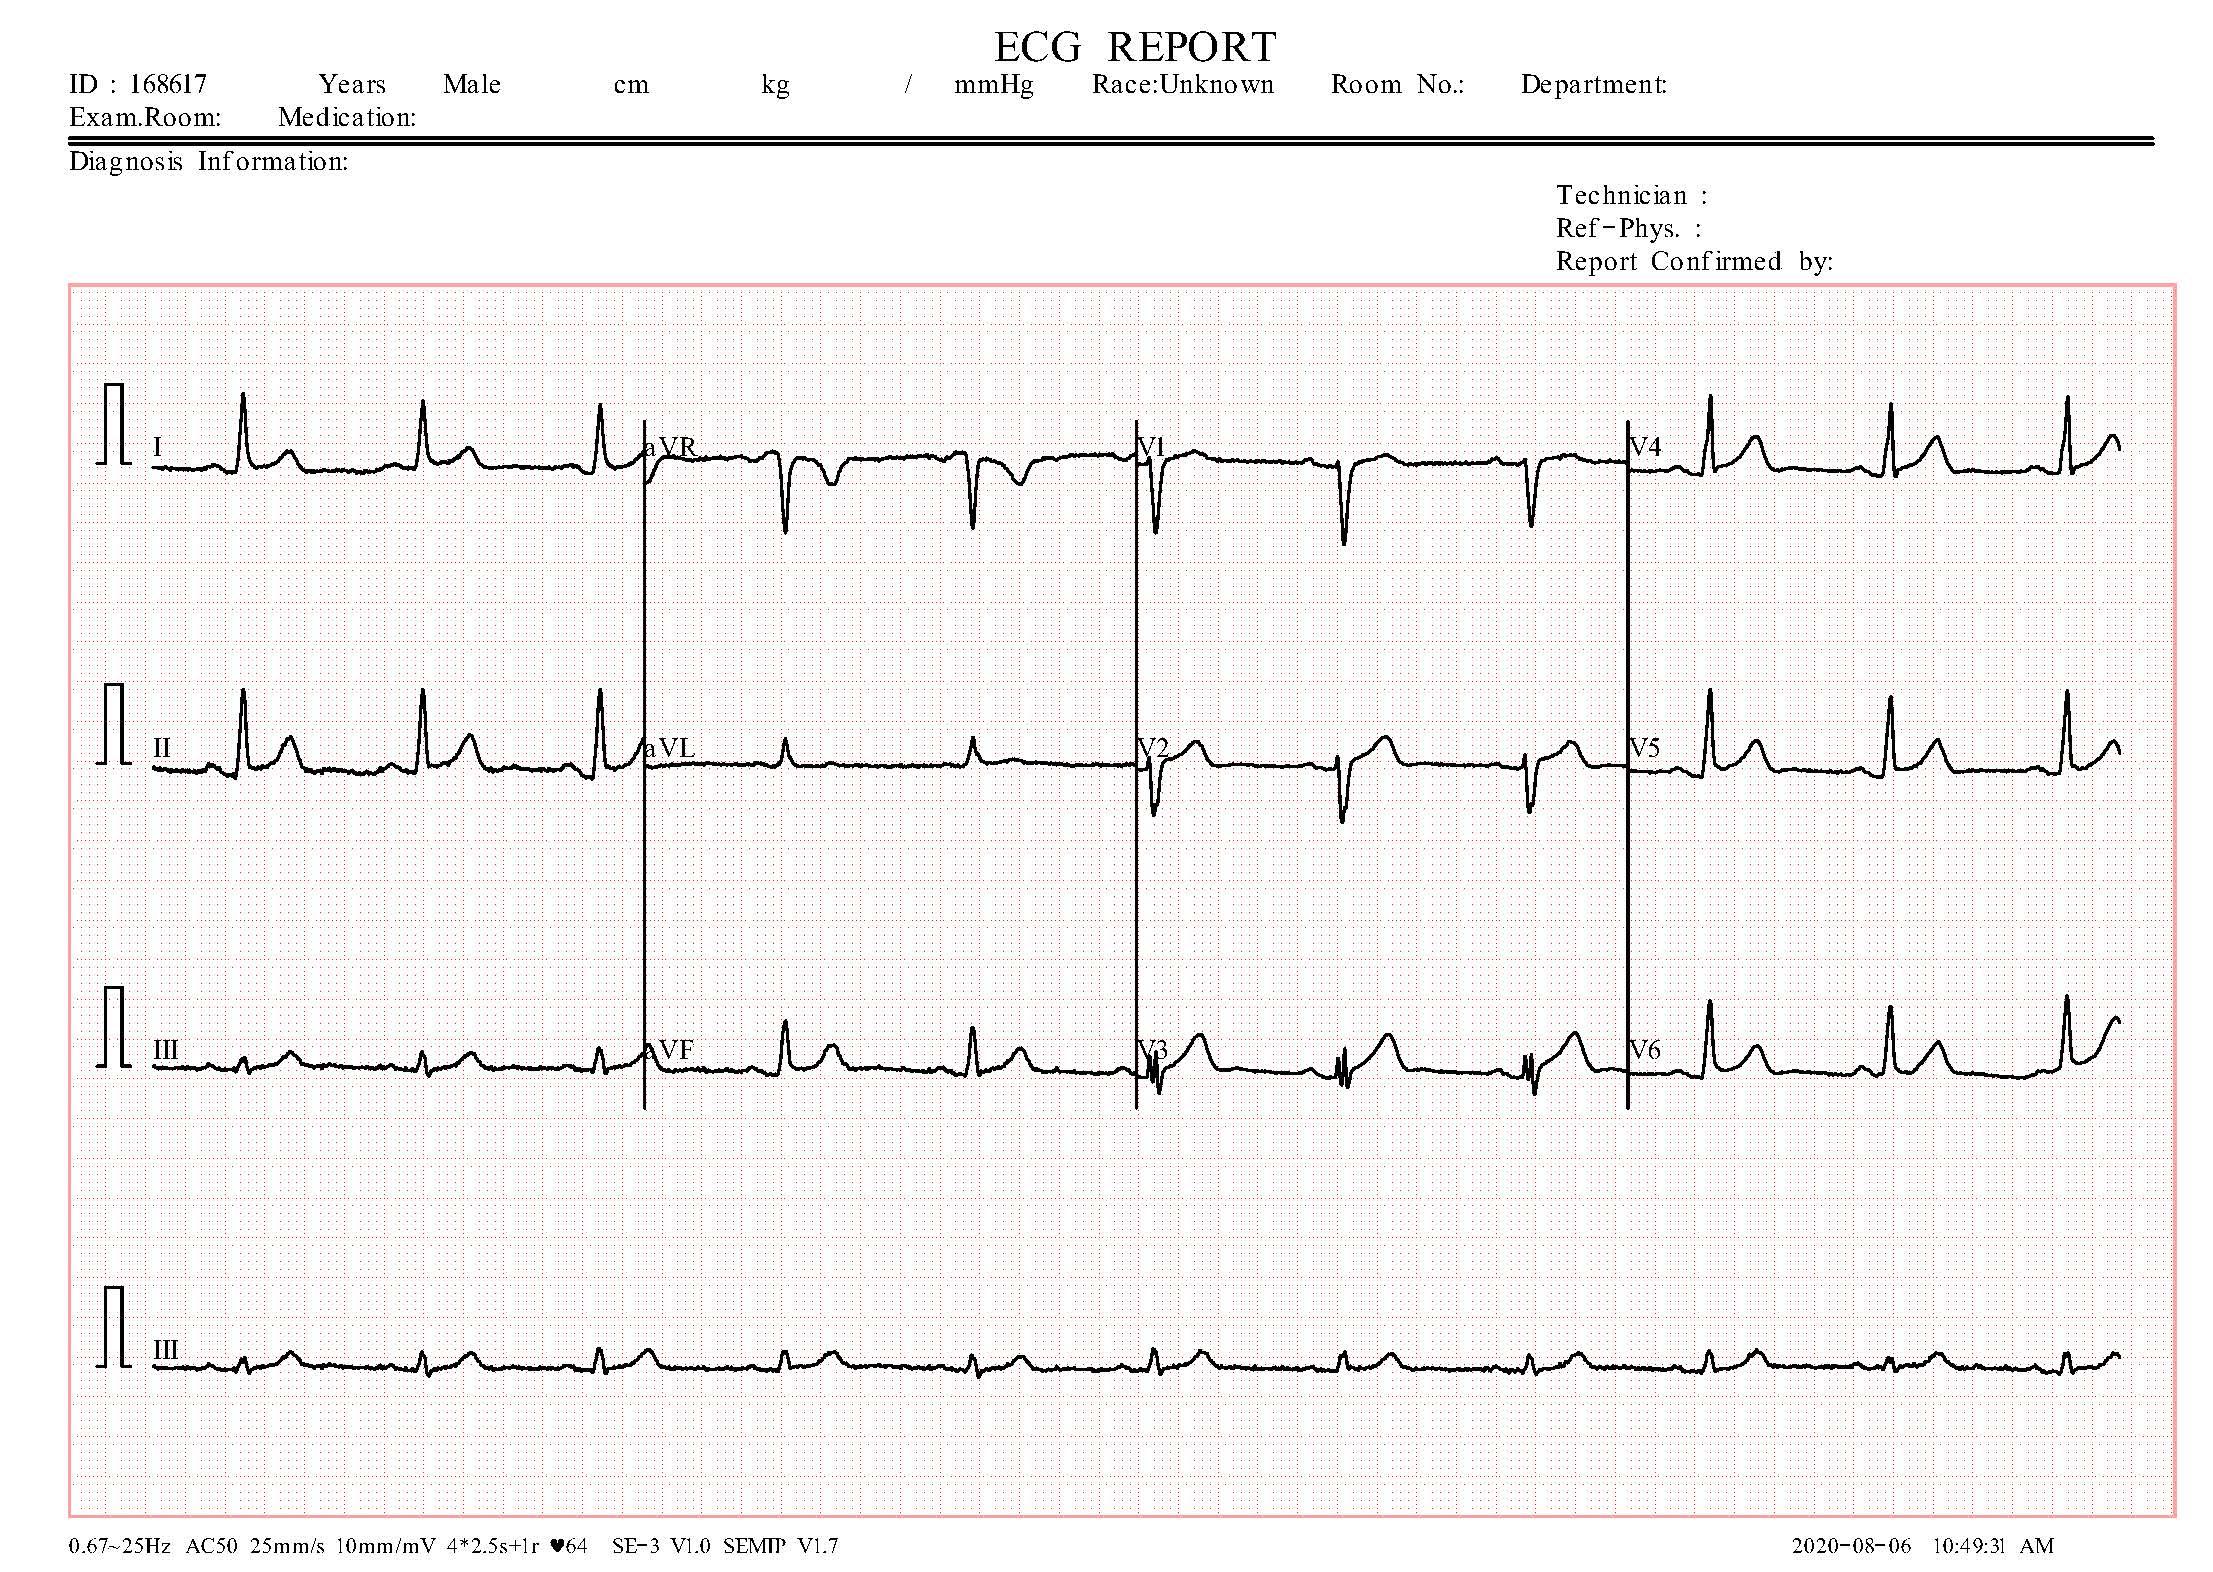 ECG REPORT
ID : 168617 Years Male cm kg / mmHg Race:Unknown Room No.: Department:
Exam.Room: Medication:
Diagnosis Information:
Technician :
Ref-Phys. :
Report Confirmed by:
I aVR V1 V4
II aVL V2 V5
III aVF V3 V6
III
0.67~25Hz AC50 25mm/s 10mm/mV 4*2.5s+1r ♥64 SE-3 V1.0 SEMIP V1.7 2020-08-06 10:49:31 AM